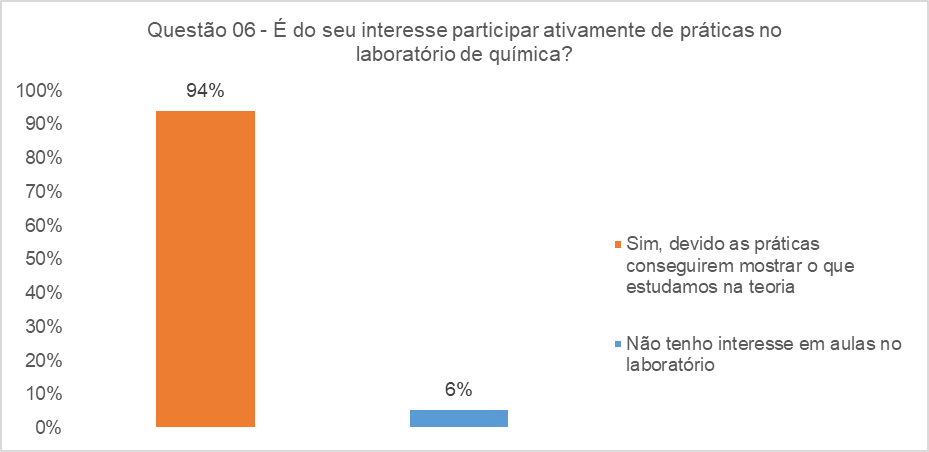 Questão 06 - É do seu interesse participar ativamente de práticas no
laboratório de química?
100%
90%
80%
70%
60%
50%
40%
30%
20%
10%
0%
94%
6%
Sim, devido as práticas
conseguirem mostrar o que
estudamos na teoria
Não tenho interesse em aulas no
laboratório